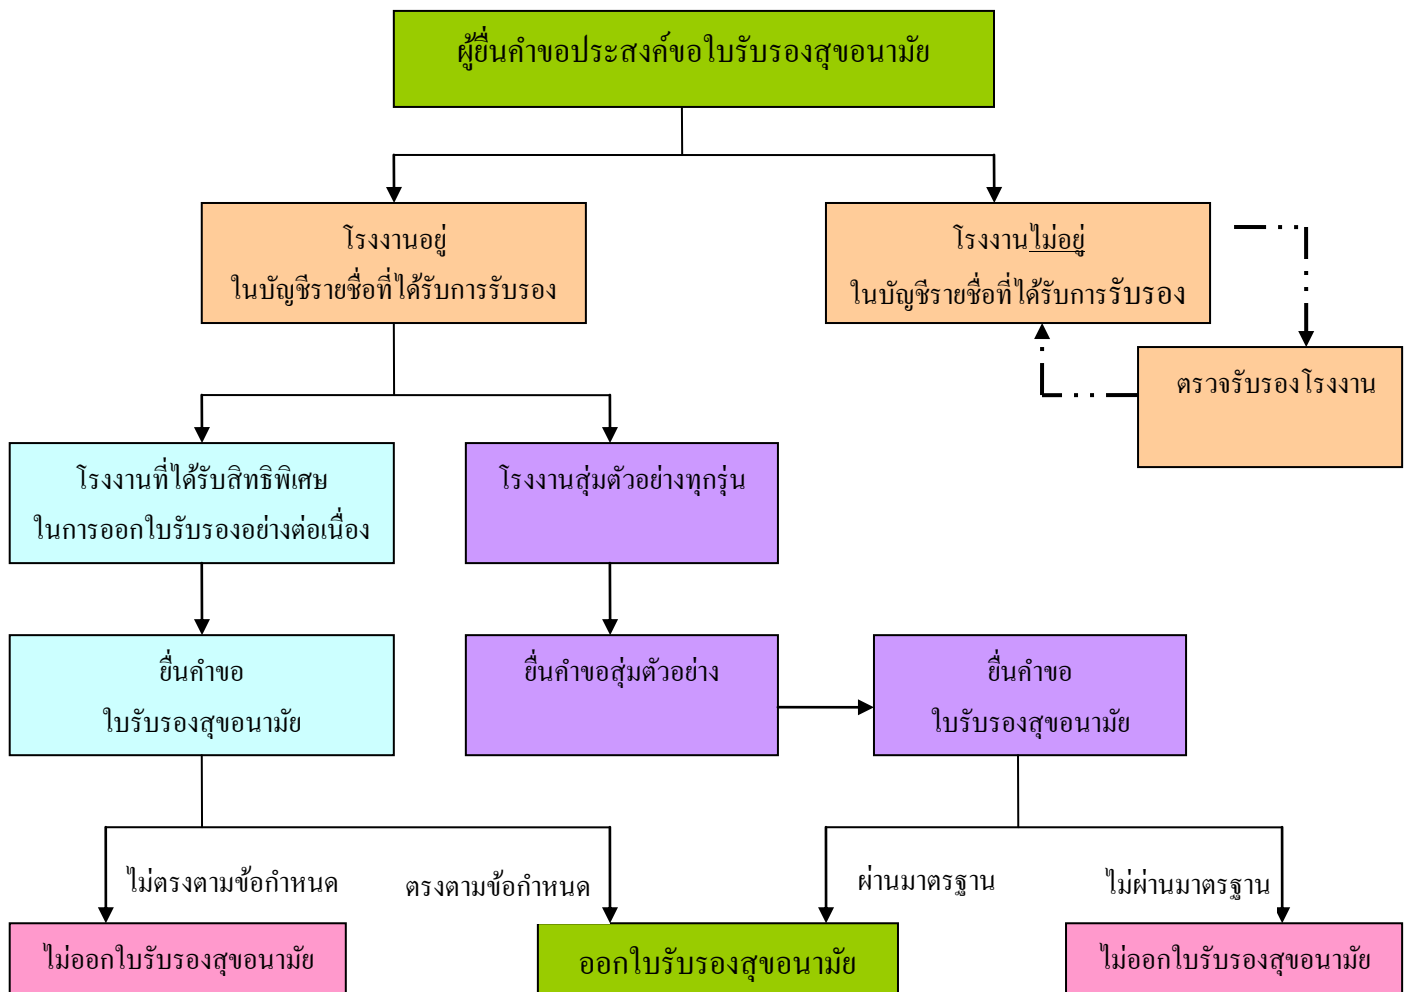 ผู้ยื่นคำขอประสงค์ขอใบรับรองสุขอนามัย
โรงงานอยู่
ในบัญชีรายชื่อที่ได้รับการรับรอง
โรงงานไม่อยู่
ในบัญชีรายชื่อที่ได้รับการรับรอง
ตรวจรับรองโรงงาน
โรงงานที่ได้รับสิทธิพิเศษ
ในการออกใบรับรองอย่างต่อเนื่อง
โรงงานสุ่มตัวอย่างทุกรุ่น
ยื่นคำขอ
ใบรับรองสุขอนามัย
ยื่นคำขอสุ่มตัวอย่าง
ยื่นคำขอ
ใบรับรองสุขอนามัย
ไม่ตรงตามข้อกำหนด
ตรงตามข้อกำหนด
ผ่านมาตรฐาน
ไม่ผ่านมาตรฐาน
ไม่ออกใบรับรองสุขอนามัย
ออกใบรับรองสุขอนามัย
ไม่ออกใบรับรองสุขอนามัย